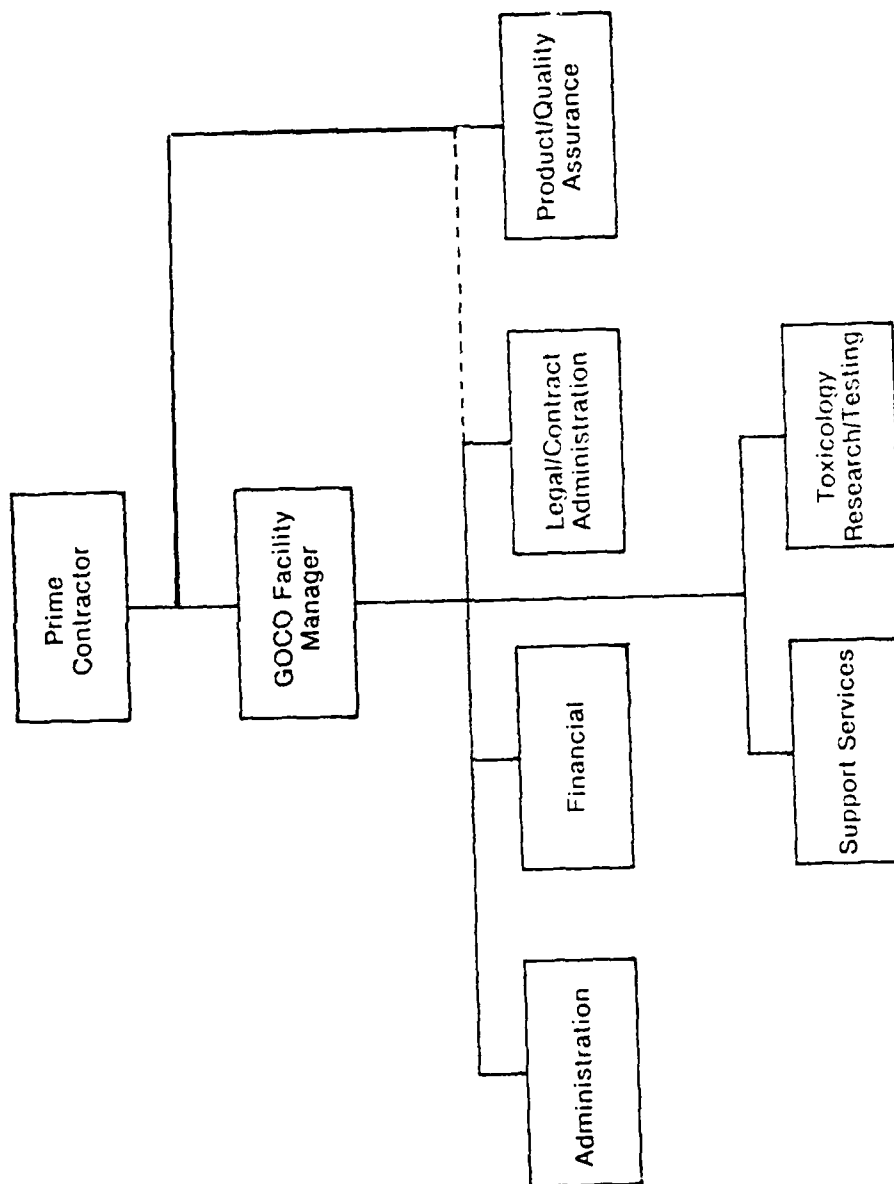 Prime
Contractor
GOCO Facility
Manager
Administration
Financial
Legal/Contract
Administration
Product/Quality
Assurance
Support Services
Toxicology
Research/Testing